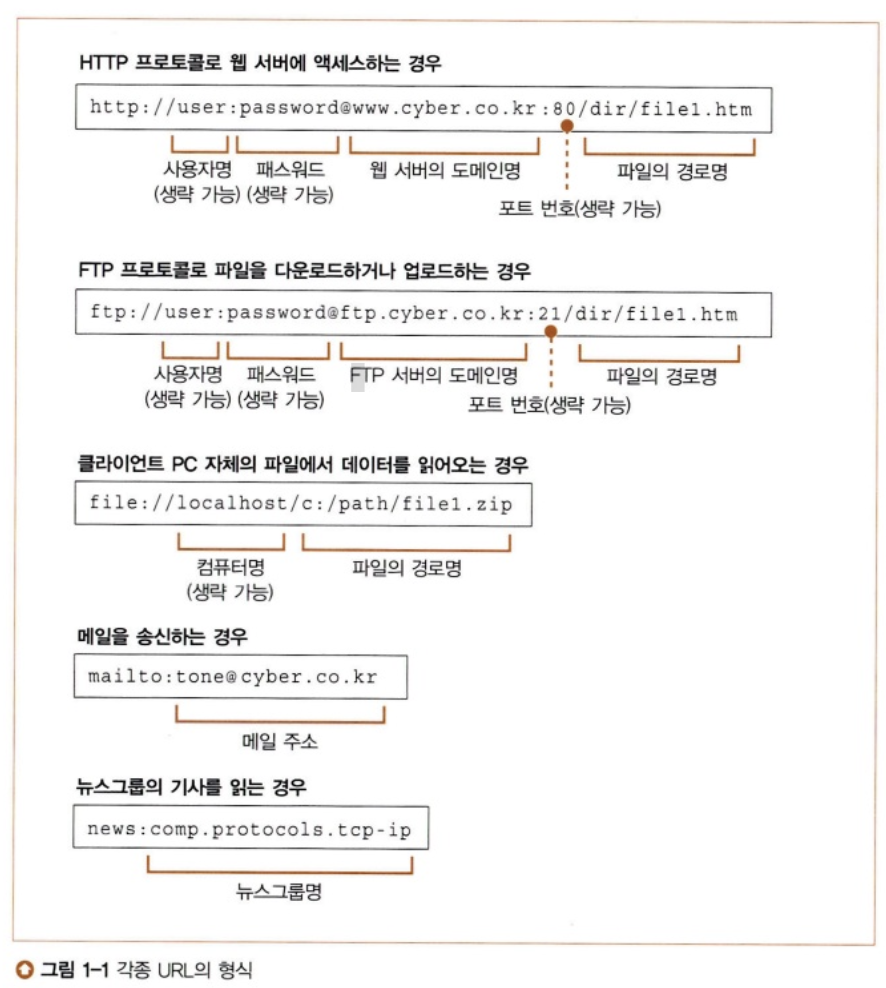 HTTP 프로토콜로 웹 서버에 액세스하는 경우
http://user:password@www.cyber.co.kr:80/dir/file1.htm
사용자명 패스워드 웹 서버의 도메인명 파일의 경로명
(생략 가능) (생략 가능)
포트 번호(생략 가능)
FTP 프로토콜로 파일을 다운로드하거나 업로드하는 경우
ftp://user:password@ftp.cyber.co.kr:21/dir/file1.htm
사용자명 패스워드 FTP 서버의 도메인명 파일의 경로명
(생략 가능) (생략 가능) 포트 번호(생략 가능)
클라이언트 PC 자체의 파일에서 데이터를 읽어오는 경우
file://localhost/c:/path/file1.zip
컴퓨터명 파일의 경로명
(생략 가능)
메일을 송신하는 경우
mailto:tone@cyber.co.kr
메일 주소
뉴스그룹의 기사를 읽는 경우
news:comp.protocols.tcp-ip
뉴스그룹명
그림 1-1 각종 URL의 형식